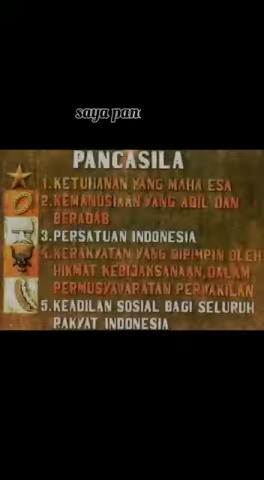 saya pan
PANCASILA
1. KETUHANAN YANG MAHA ESA
2. KEMANUSIAAN YANG ADIL DAN
BERADAB
3. PERSATUAN INDONESIA
4. KERAKYATAN YANG DIPIMPIN OLEH
HIKMAT KEBIJAKSANAAN, DALAM
PERMUSYAVARATAN PERWAKILAN
5. KEADILAN SOSIAL BAGI SELURUH
RAKYAT INDONESIA